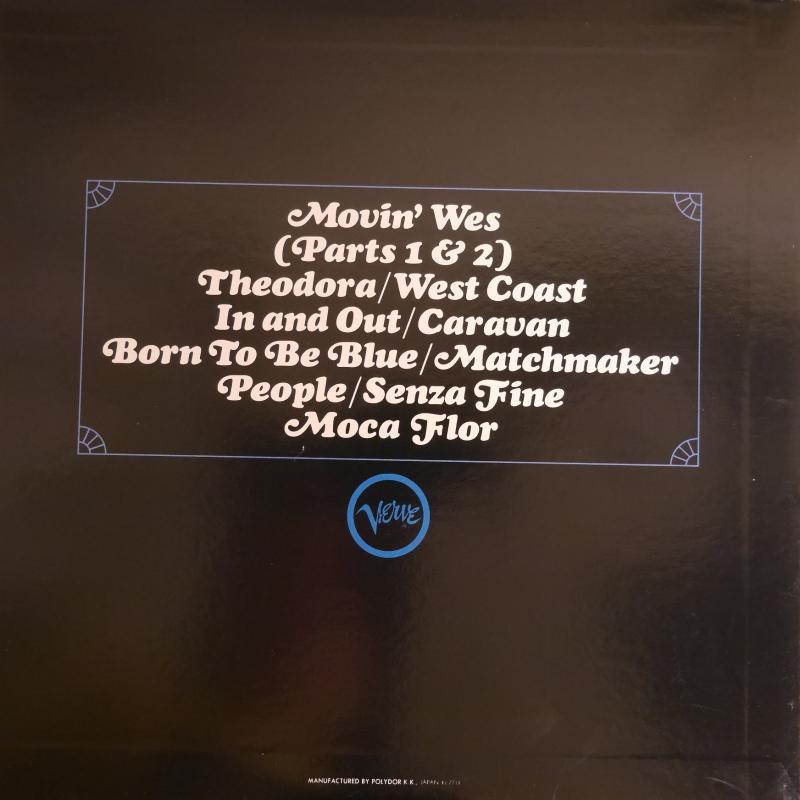 Movin' Wes
(Parts 1 & 2)
Theodora/West Coast
In and Out/Caravan
Born To Be Blue/Matchmaker
People/Senza Fine
Moca Flor
Verve
MANUFACTURED BY POLYDOR K.K., JAPAN